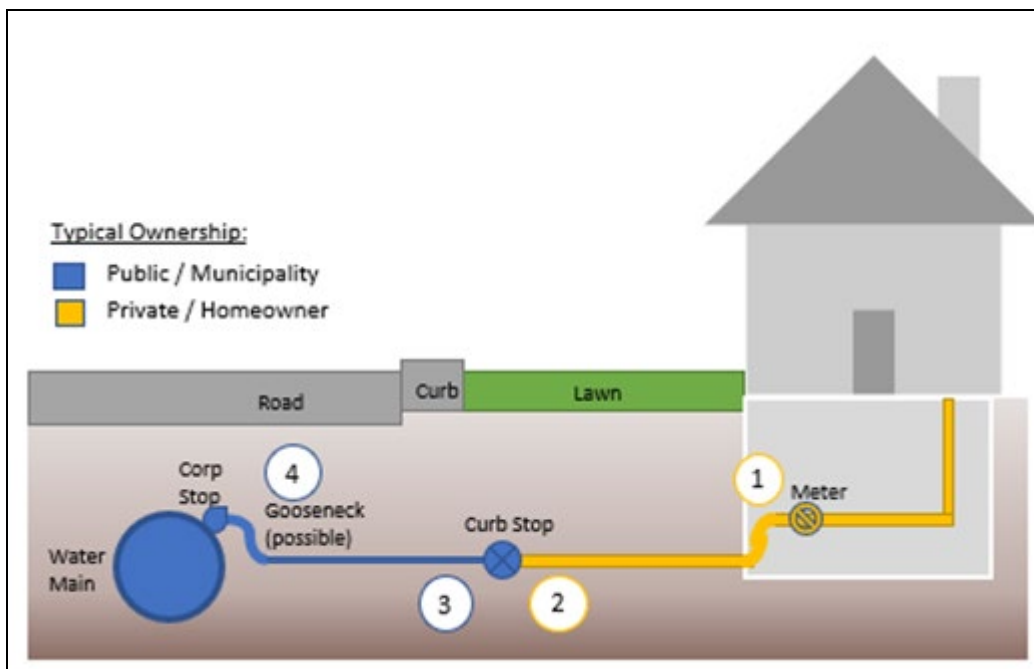 Typical Ownership:
Public / Municipality
Private / Homeowner
Road
Curb
Lawn
Corp
Stop
4
Gooseneck
(possible)
Curb Stop
1
Meter
Water
Main
3
2